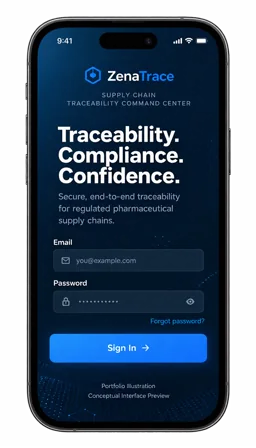 9:41
ZenaTrace
SUPPLY CHAIN
TRACEABILITY COMMAND CENTER
Traceability.
Compliance.
Confidence.
Secure, end-to-end traceability
for regulated pharmaceutical
supply chains.
Email
you@example.com
Password
Forgot password?
Sign In →
Portfolio Illustration
Conceptual Interface Preview